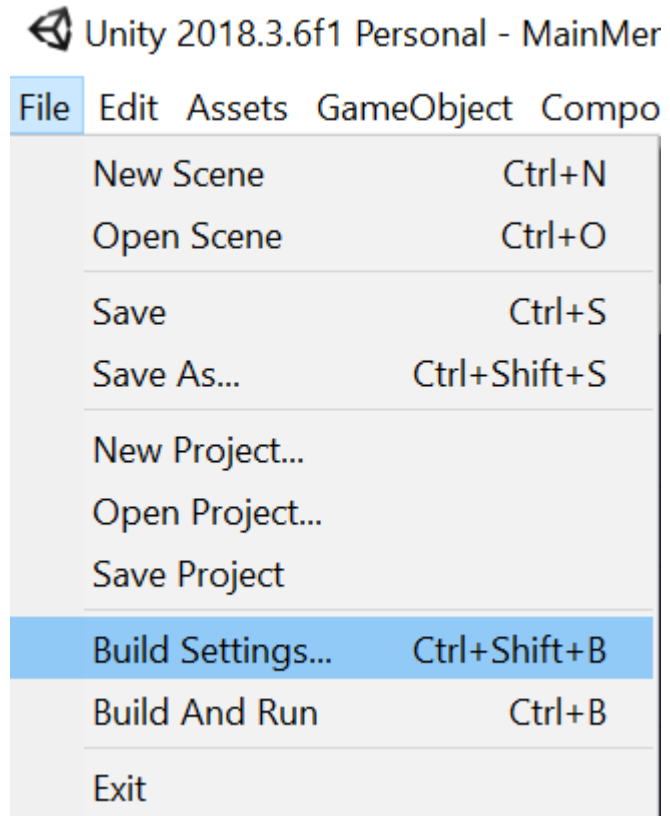 Unity 2018.3.6f1 Personal - MainMer
File Edit Assets GameObject Compo
New Scene Ctrl+N
Open Scene Ctrl+O
Save Ctrl+S
Save As... Ctrl+Shift+S
New Project...
Open Project...
Save Project
Build Settings... Ctrl+Shift+B
Build And Run Ctrl+B
Exit